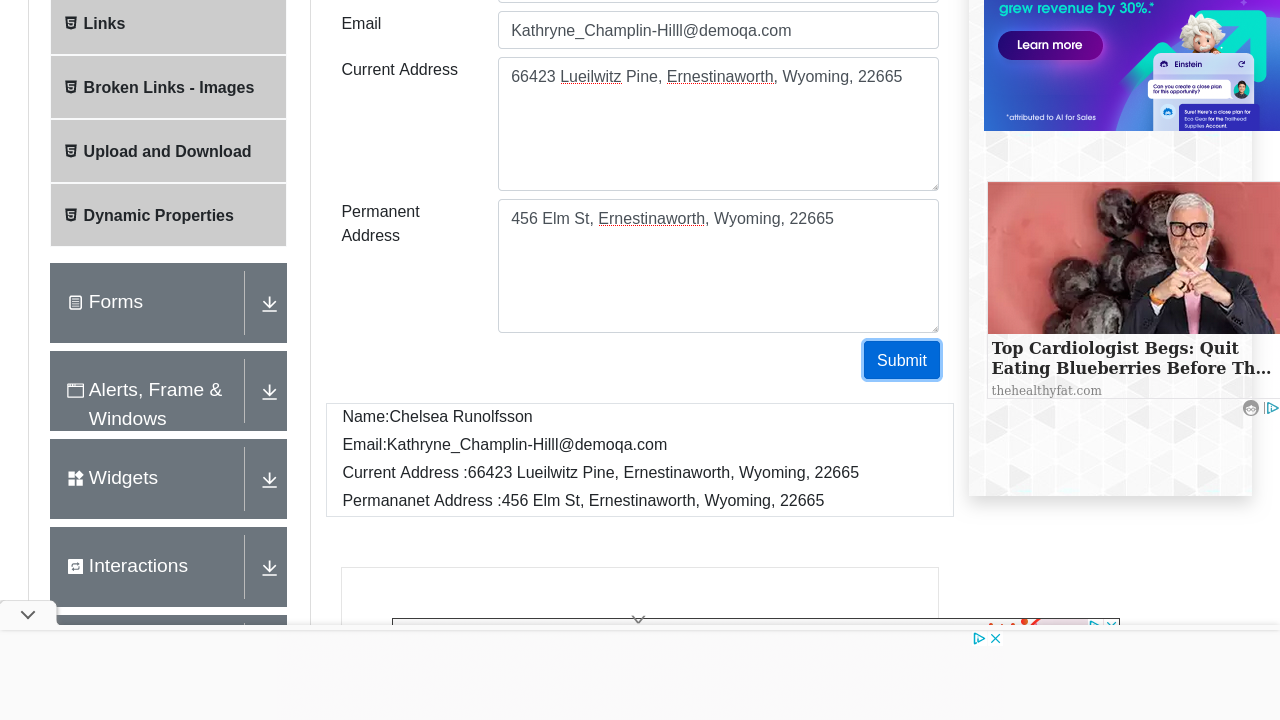 Links
Broken Links - Images
Upload and Download
Dynamic Properties
Forms
Alerts, Frame &
Windows
Widgets
Interactions
Email
Kathryne_Champlin-Hilll@demoqa.com
Current Address
66423 Lueilwitz Pine, Ernestinaworth, Wyoming, 22665
Permanent
Address
456 Elm St, Ernestinaworth, Wyoming, 22665
Submit
Name:Chelsea Runolfsson
Email:Kathryne_Champlin-Hilll@demoqa.com
Current Address :66423 Lueilwitz Pine, Ernestinaworth, Wyoming, 22665
Permananet Address :456 Elm St, Ernestinaworth, Wyoming, 22665
grow revenue by 30%.*
Learn more
Einstein
Can you create a close plan
for this opportunity?
Sure! Here's a close plan for
Eco Gear for the Trailhead
Supplies Account.
*attributed to AI for Sales
Top Cardiologist Begs: Quit
Eating Blueberries Before Th...
thehealthyfat.com